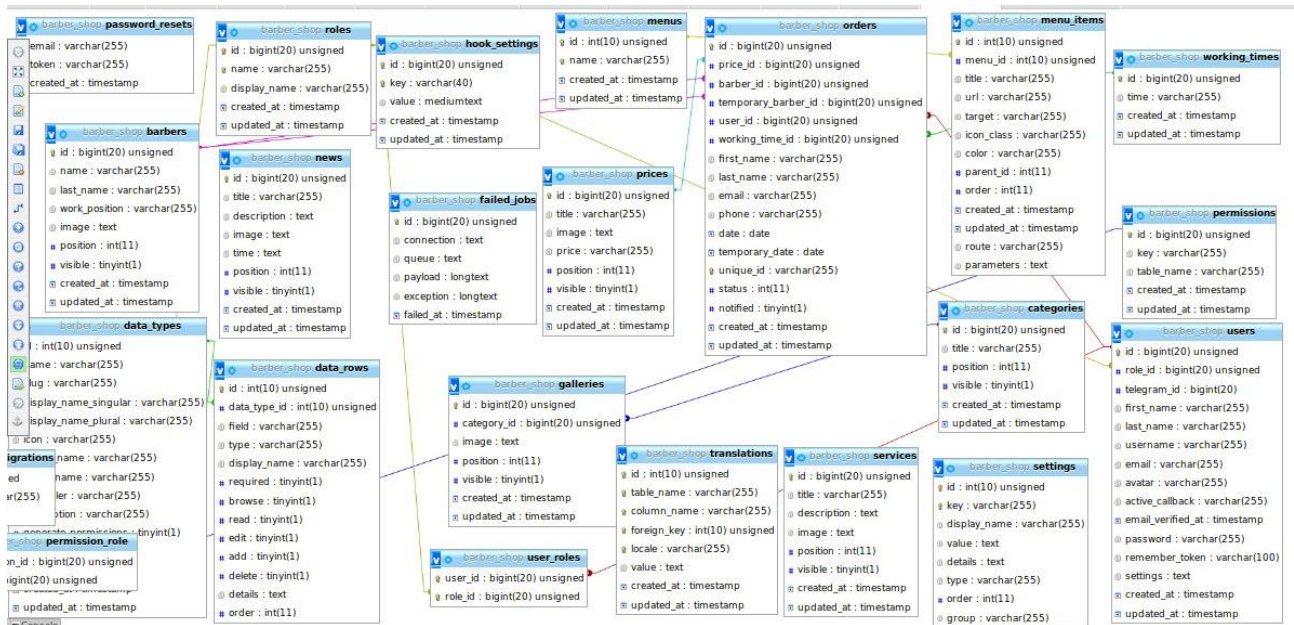 barber_shop password_resets
email : varchar(255)
token : varchar(255)
created_at : timestamp
barber_shop roles
id : bigint(20) unsigned
name : varchar(255)
display_name : varchar(255)
created_at : timestamp
updated_at : timestamp
barber_shop hook_settings
id : bigint(20) unsigned
key : varchar(40)
value : mediumtext
created_at : timestamp
updated_at : timestamp
barber_shop menus
id : int(10) unsigned
name : varchar(255)
created_at : timestamp
updated_at : timestamp
barber_shop orders
id : bigint(20) unsigned
price_id : bigint(20) unsigned
barber_id : bigint(20) unsigned
temporary_barber_id : bigint(20) unsigned
user_id : bigint(20) unsigned
working_time_id : bigint(20) unsigned
first_name : varchar(255)
last_name : varchar(255)
email : varchar(255)
phone : varchar(255)
date : date
temporary_date : date
unique_id : varchar(255)
status : int(11)
notified : tinyint(1)
created_at : timestamp
updated_at : timestamp
barber_shop menu_items
id : int(10) unsigned
menu_id : int(10) unsigned
title : varchar(255)
url : varchar(255)
target : varchar(255)
icon_class : varchar(255)
color : varchar(255)
parent_id : int(11)
order : int(11)
created_at : timestamp
updated_at : timestamp
route : varchar(255)
parameters : text
barber_shop working_times
id : bigint(20) unsigned
time : varchar(255)
created_at : timestamp
updated_at : timestamp
barber_shop barbers
id : bigint(20) unsigned
name : varchar(255)
last_name : varchar(255)
work_position : varchar(255)
image : text
position : int(11)
visible : tinyint(1)
created_at : timestamp
updated_at : timestamp
barber_shop news
id : bigint(20) unsigned
title : varchar(255)
description : text
image : text
time : text
position : int(11)
visible : tinyint(1)
created_at : timestamp
updated_at : timestamp
barber_shop failed_jobs
id : bigint(20) unsigned
connection : text
queue : text
payload : longtext
exception : longtext
failed_at : timestamp
barber_shop prices
id : bigint(20) unsigned
title : varchar(255)
image : text
price : varchar(255)
position : int(11)
visible : tinyint(1)
created_at : timestamp
updated_at : timestamp
barber_shop permissions
id : bigint(20) unsigned
key : varchar(255)
table_name : varchar(255)
created_at : timestamp
updated_at : timestamp
barber_shop categories
id : bigint(20) unsigned
title : varchar(255)
position : int(11)
visible : tinyint(1)
created_at : timestamp
updated_at : timestamp
barber_shop users
id : bigint(20) unsigned
role_id : bigint(20) unsigned
telegram_id : bigint(20)
first_name : varchar(255)
last_name : varchar(255)
username : varchar(255)
email : varchar(255)
avatar : varchar(255)
active_callback : varchar(255)
email_verified_at : timestamp
password : varchar(255)
remember_token : varchar(100)
settings : text
created_at : timestamp
updated_at : timestamp
barber_shop data_types
: int(10) unsigned
ame : varchar(255)
lug : varchar(255)
isplay_name_singular : varchar(255)
isplay_name_plural : varchar(255)
icon : varchar(255)
name : varchar(255)
name : varchar(255)
ler : varchar(255)
ption : varchar(255)
generate_permissions : tinyint(1)
updated_at : timestamp
igrations
ed
ar(255)
shop permission_role
on_id : bigint(20) unsigned
bigint(20) unsigned
barber_shop data_rows
id : int(10) unsigned
data_type_id : int(10) unsigned
field : varchar(255)
type : varchar(255)
display_name : varchar(255)
required : tinyint(1)
browse : tinyint(1)
read : tinyint(1)
edit : tinyint(1)
add : tinyint(1)
delete : tinyint(1)
details : text
order : int(11)
barber_shop galleries
id : bigint(20) unsigned
category_id : bigint(20) unsigned
image : text
position : int(11)
visible : tinyint(1)
created_at : timestamp
updated_at : timestamp
barber_shop user_roles
user_id : bigint(20) unsigned
role_id : bigint(20) unsigned
barber_shop translations
id : int(10) unsigned
table_name : varchar(255)
column_name : varchar(255)
foreign_key : int(10) unsigned
locale : varchar(255)
value : text
created_at : timestamp
updated_at : timestamp
barber_shop services
id : bigint(20) unsigned
title : varchar(255)
description : text
image : text
position : int(11)
visible : tinyint(1)
created_at : timestamp
updated_at : timestamp
barber_shop settings
id : int(10) unsigned
key : varchar(255)
display_name : varchar(255)
value : text
details : text
type : varchar(255)
order : int(11)
group : varchar(255)